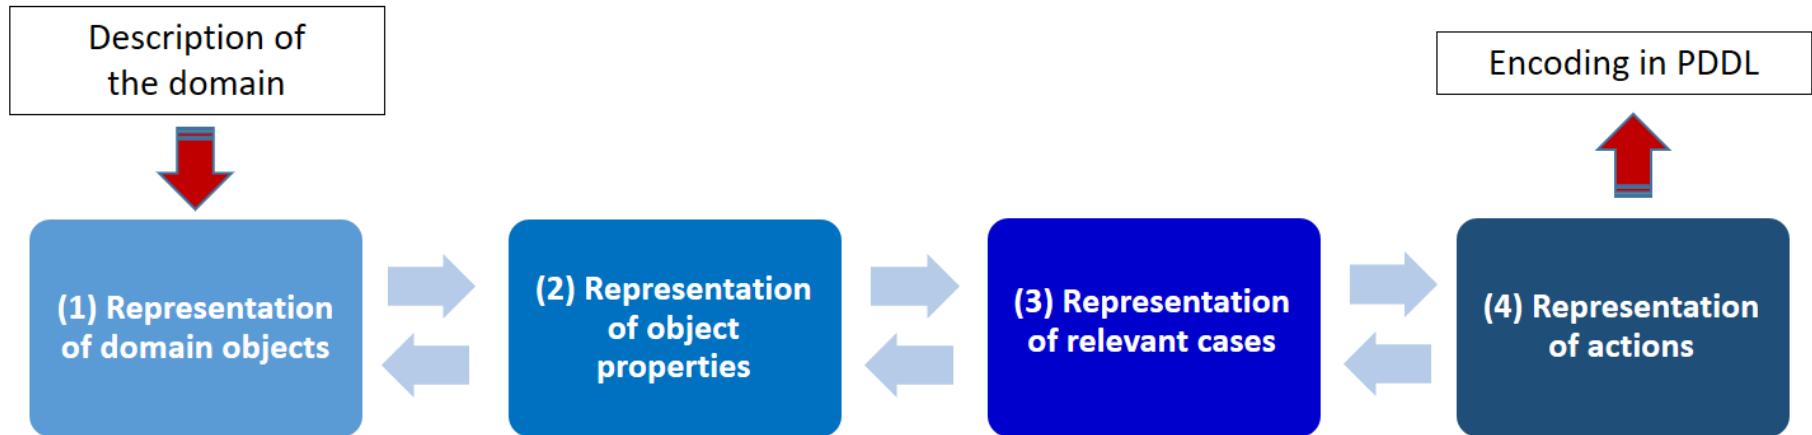 Description of
the domain
Encoding in PDDL
(1) Representation
of domain objects
(2) Representation
of object
properties
(3) Representation
of relevant cases
(4) Representation
of actions